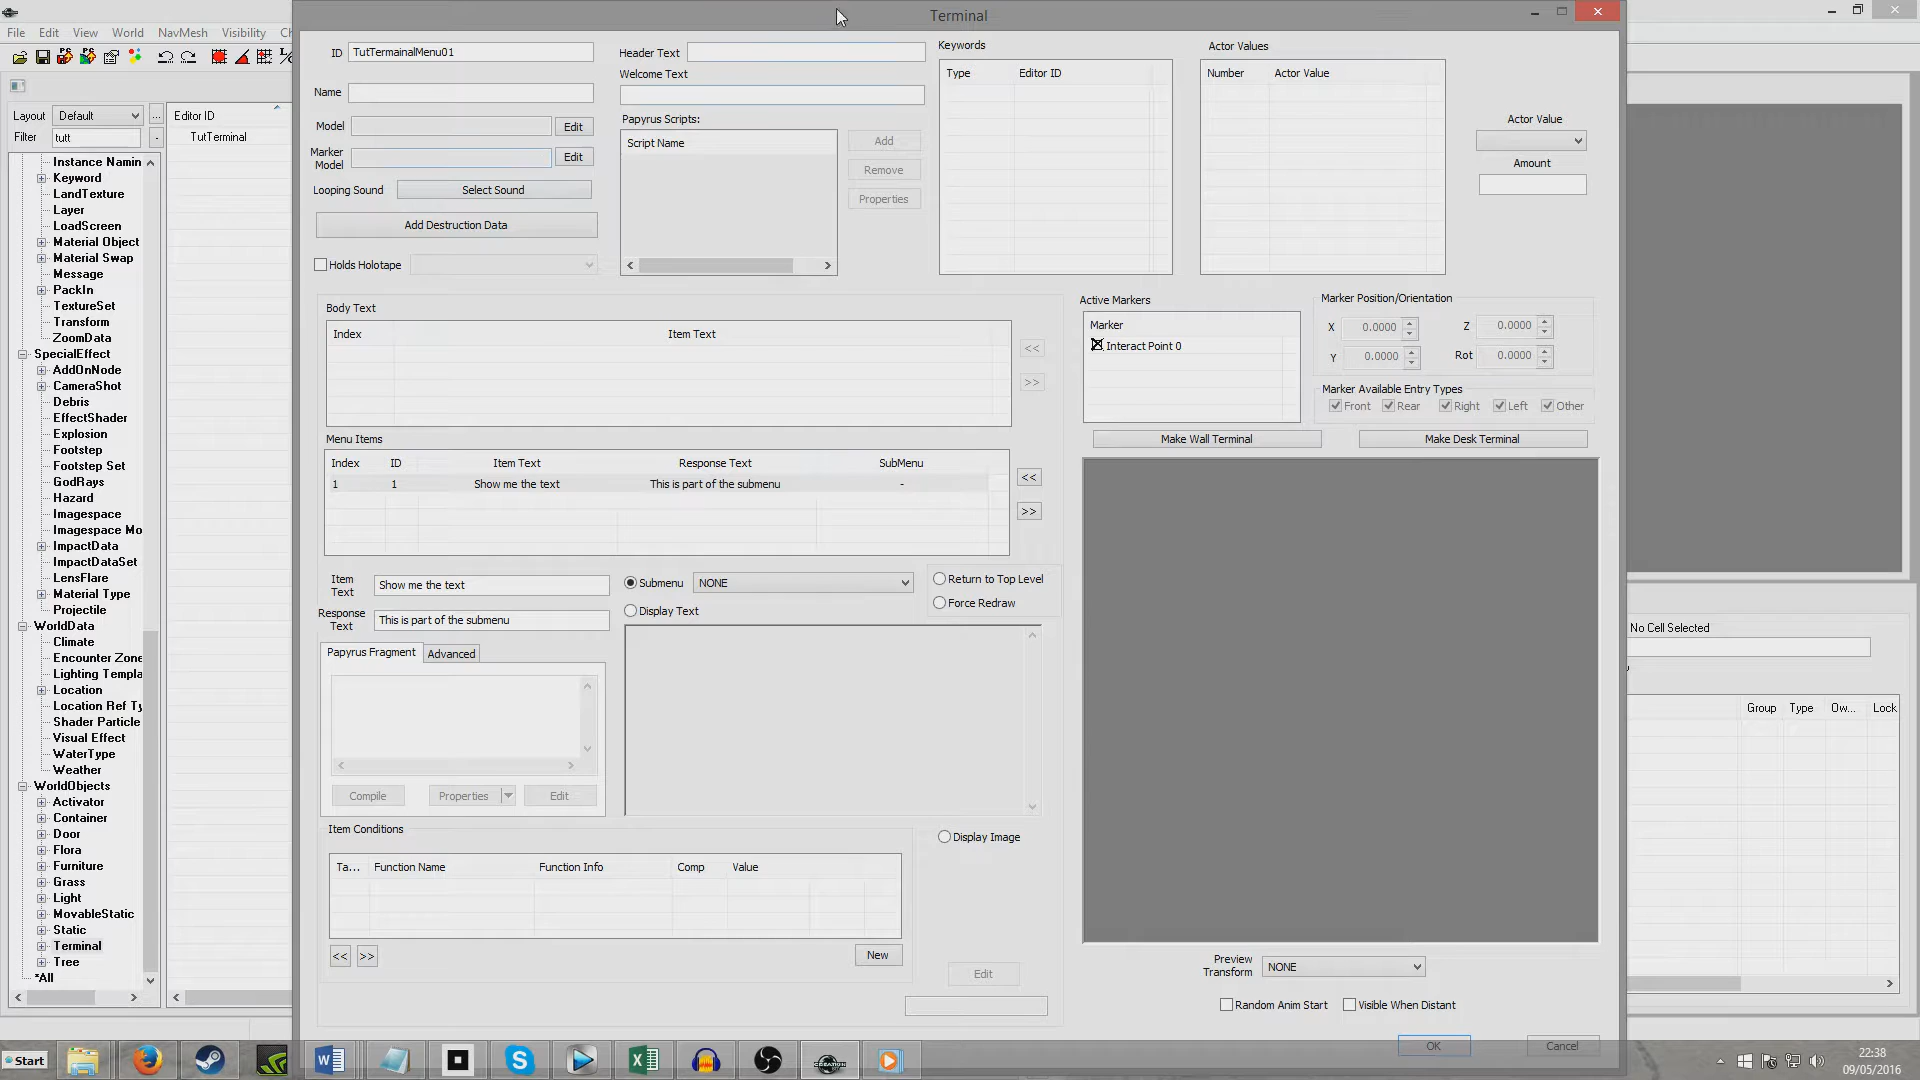 Terminal
File Edit View World NavMesh Visibility
Layout Default ...
Filter tutt -
Editor ID
TutTerminal
Instance Namin
Keyword
LandTexture
Layer
LoadScreen
Material Object
Material Swap
Message
PackIn
TextureSet
Transform
ZoomData
SpecialEffect
AddOnNode
CameraShot
Debris
EffectShader
Explosion
Footstep
Footstep Set
GodRays
Hazard
Imagespace
Imagespace Mo
ImpactData
ImpactDataSet
LensFlare
Material Type
Projectile
WorldData
Climate
Encounter Zone
Lighting Templa
Location
Location Ref Ty
Shader Particle
Visual Effect
WaterType
Weather
WorldObjects
Activator
Container
Door
Flora
Furniture
Grass
Light
MovableStatic
Static
Terminal
Tree
*All
ID TutTermainalMenu01
Name
Model Edit
Marker Model Edit
Looping Sound Select Sound
Add Destruction Data
Holds Holotape
Header Text
Welcome Text
Papyrus Scripts:
Script Name
Add
Remove
Properties
Keywords
Type Editor ID
Actor Values
Number Actor Value
Actor Value
Amount
Body Text
Index Item Text
<<
>>
Menu Items
Index ID Item Text Response Text SubMenu
1 1 Show me the text This is part of the submenu -
<<
>>
Item Text Show me the text
Response Text This is part of the submenu
Submenu NONE
Display Text
Return to Top Level
Force Redraw
Papyrus Fragment Advanced
Compile Properties Edit
Item Conditions
Ta... Function Name Function Info Comp Value
<< >> New
Display Image
Edit
Active Markers
Marker
Interact Point 0
Marker Position/Orientation
X 0.0000 Z 0.0000
Y 0.0000 Rot 0.0000
Marker Available Entry Types
Front Rear Right Left Other
Make Wall Terminal Make Desk Terminal
Preview Transform NONE
Random Anim Start Visible When Distant
OK Cancel
No Cell Selected
Group Type Ow... Lock
Start
22:38
09/05/2016